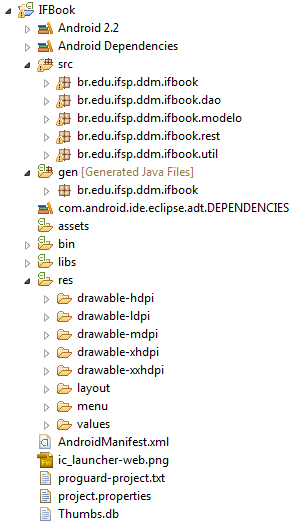 IFBook
Android 2.2
Android Dependencies
src
br.edu.ifsp.ddm.ifbook
br.edu.ifsp.ddm.ifbook.dao
br.edu.ifsp.ddm.ifbook.modelo
br.edu.ifsp.ddm.ifbook.rest
br.edu.ifsp.ddm.ifbook.util
gen [Generated Java Files]
br.edu.ifsp.ddm.ifbook
com.android.ide.eclipse.adt.DEPENDENCIES
assets
bin
libs
res
drawable-hdpi
drawable-ldpi
drawable-mdpi
drawable-xhdpi
drawable-xxhdpi
layout
menu
values
AndroidManifest.xml
ic_launcher-web.png
proguard-project.txt
project.properties
Thumbs.db